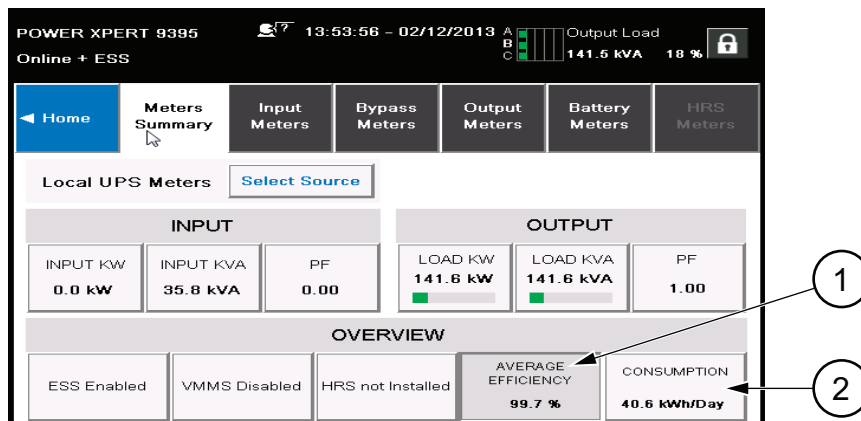 POWER XPERT 9395
13:53:56 - 02/12/2013
A
B
C
Output Load
Online + ESS
141.5 kVA 18 %
Home
Meters
Summary
Input
Meters
Bypass
Meters
Output
Meters
Battery
Meters
HRS
Meters
Local UPS Meters
Select Source
INPUT
OUTPUT
INPUT KW
0.0 kW
INPUT KVA
35.8 kVA
PF
0.00
LOAD KW
141.6 kW
LOAD KVA
141.6 kVA
PF
1.00
1
OVERVIEW
ESS Enabled
VMMS Disabled
HRS not Installed
AVERAGE
EFFICIENCY
99.7 %
CONSUMPTION
40.6 kWh/Day
2